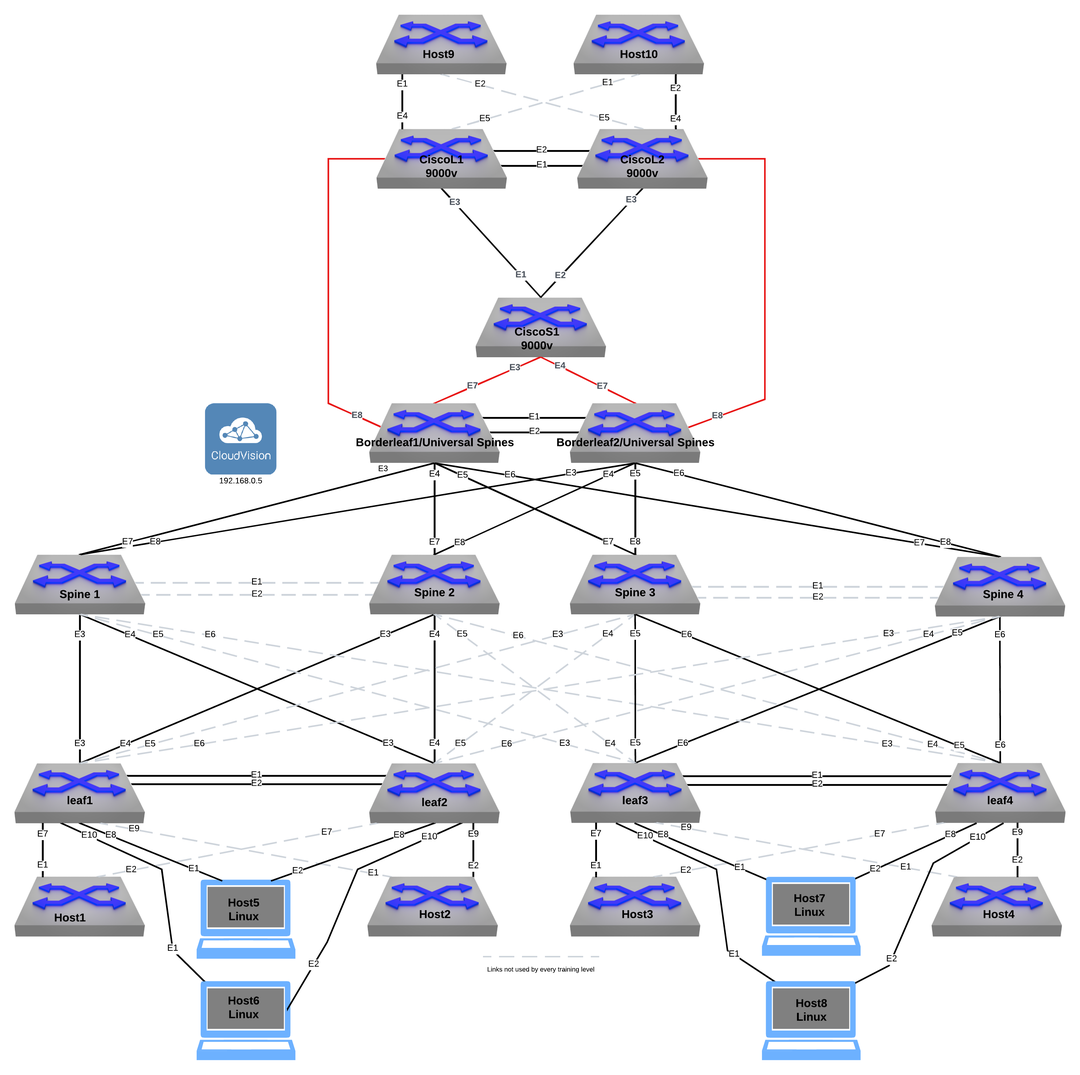 Host9
Host10
E1
E2
E1
E2
E4
E5
E5
E4
CiscoL1
9000v
E2
E1
CiscoL2
9000v
E3
E3
E1
E2
CiscoS1
9000v
E3
E4
E7
E7
E8
E8
E1
E2
Borderleaf1/Universal Spines
Borderleaf2/Universal Spines
CloudVision
192.168.0.5
E3
E4
E5
E6
E3
E4
E5
E6
E7
E8
E7
E8
E7
E8
E7
E8
Spine 1
E1
E2
Spine 2
Spine 3
E1
E2
Spine 4
E3
E4
E5
E6
E3
E4
E5
E6
E3
E4
E5
E6
E3
E4
E5
E6
E3
E4
E5
E6
E3
E4
E5
E6
E3
E4
E5
E6
E3
E4
E5
E6
leaf1
E1
E2
leaf2
leaf3
E1
E2
leaf4
E7
E10
E8
E9
E7
E8
E10
E9
E7
E10
E8
E9
E7
E8
E10
E9
E1
E2
E1
E2
E1
E2
E1
E2
E1
E2
E1
E2
Host1
Host5
Linux
Host2
Host3
Host7
Linux
Host4
E1
E2
E1
E2
Links not used by every training level
Host6
Linux
Host8
Linux